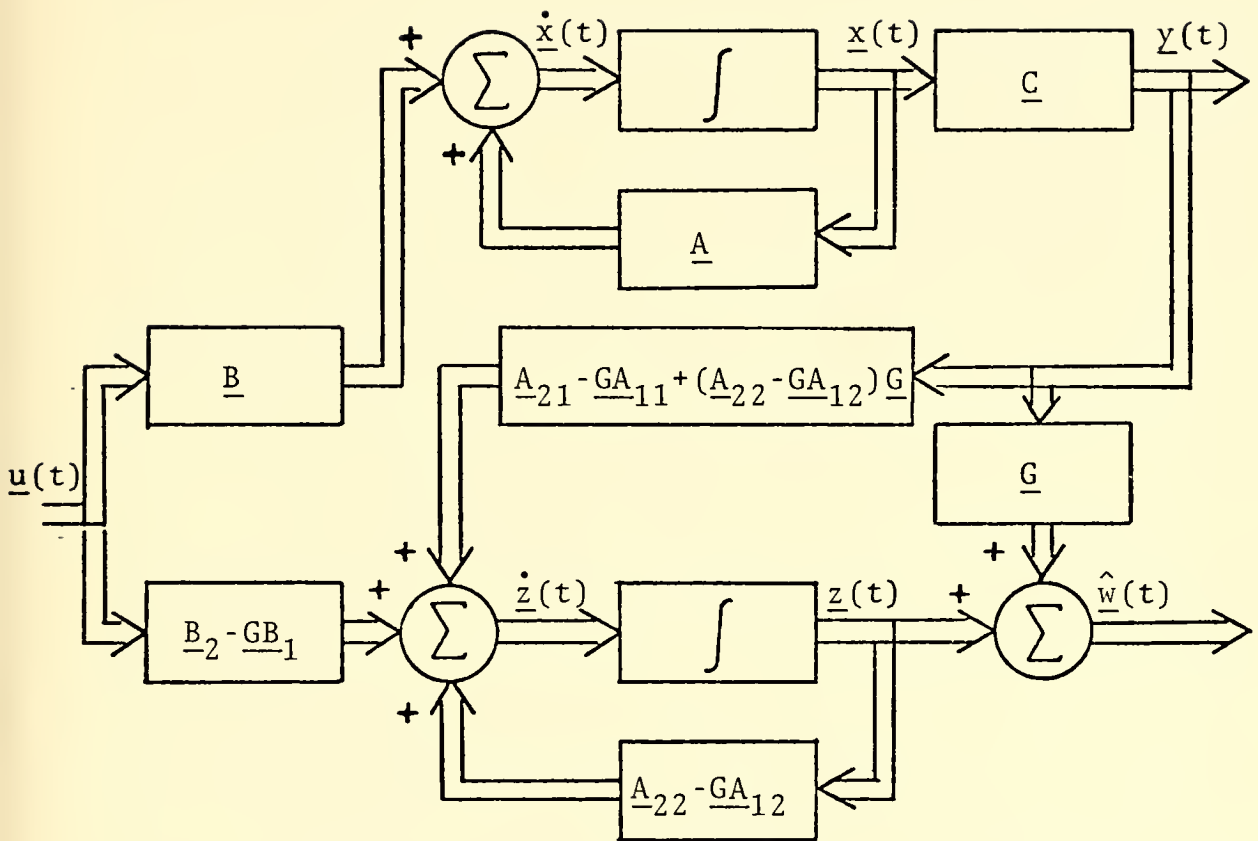 +
ẋ(t)
x(t)
y(t)
Σ
∫
C
+
A
B
A₂₁-GA₁₁+(A₂₂-GA₁₂)G
u(t)
G
+
+
ż(t)
z(t)
+
+
ŵ(t)
B₂-GB₁
Σ
∫
Σ
+
A₂₂-GA₁₂